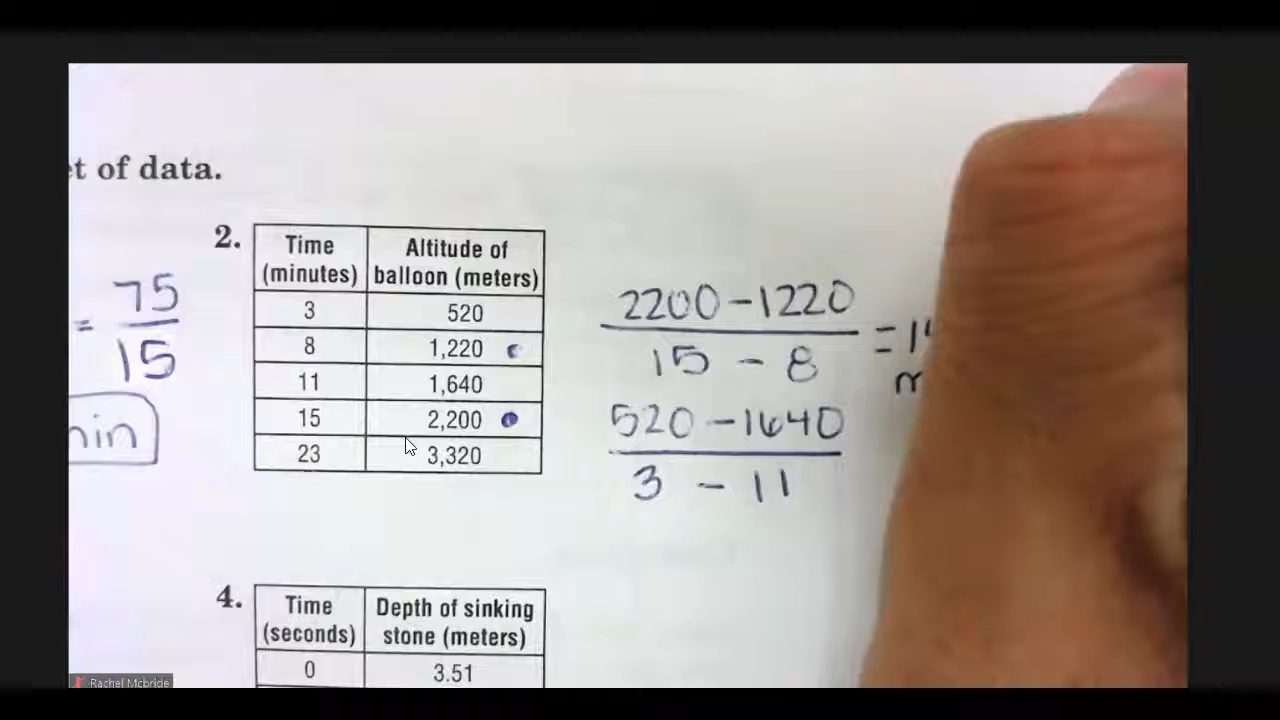 et of data.
2.
Time (minutes) Altitude of balloon (meters)
3 520
8 1,220
11 1,640
15 2,200
23 3,320
= 75
15
2200 - 1220
15 - 8
=
520 - 1640
3 - 11
4.
Time (seconds) Depth of sinking stone (meters)
0 3.51
Rachel Mcbride